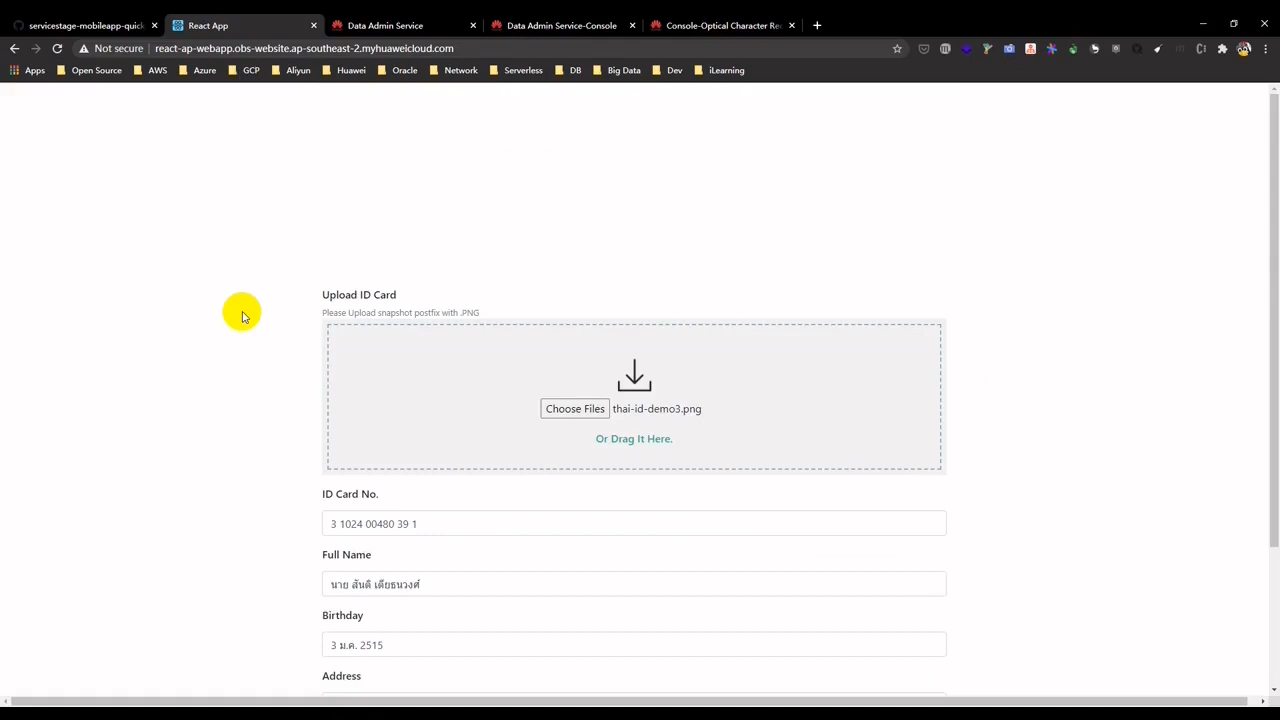 servicestage-mobileapp-quick
React App
Data Admin Service
Data Admin Service-Console
Console-Optical Character Re
Not secure
react-ap-webapp.obs-website.ap-southeast-2.myhuaweicloud.com
Apps
Open Source
AWS
Azure
GCP
Aliyun
Huawei
Oracle
Network
Serverless
DB
Big Data
Dev
iLearning
Upload ID Card
Please Upload snapshot postfix with .PNG
Choose Files thai-id-demo3.png
Or Drag It Here.
ID Card No.
3 1024 00480 39 1
Full Name
นาย สันติ เตียธนวงศ์
Birthday
3 ม.ค. 2515
Address